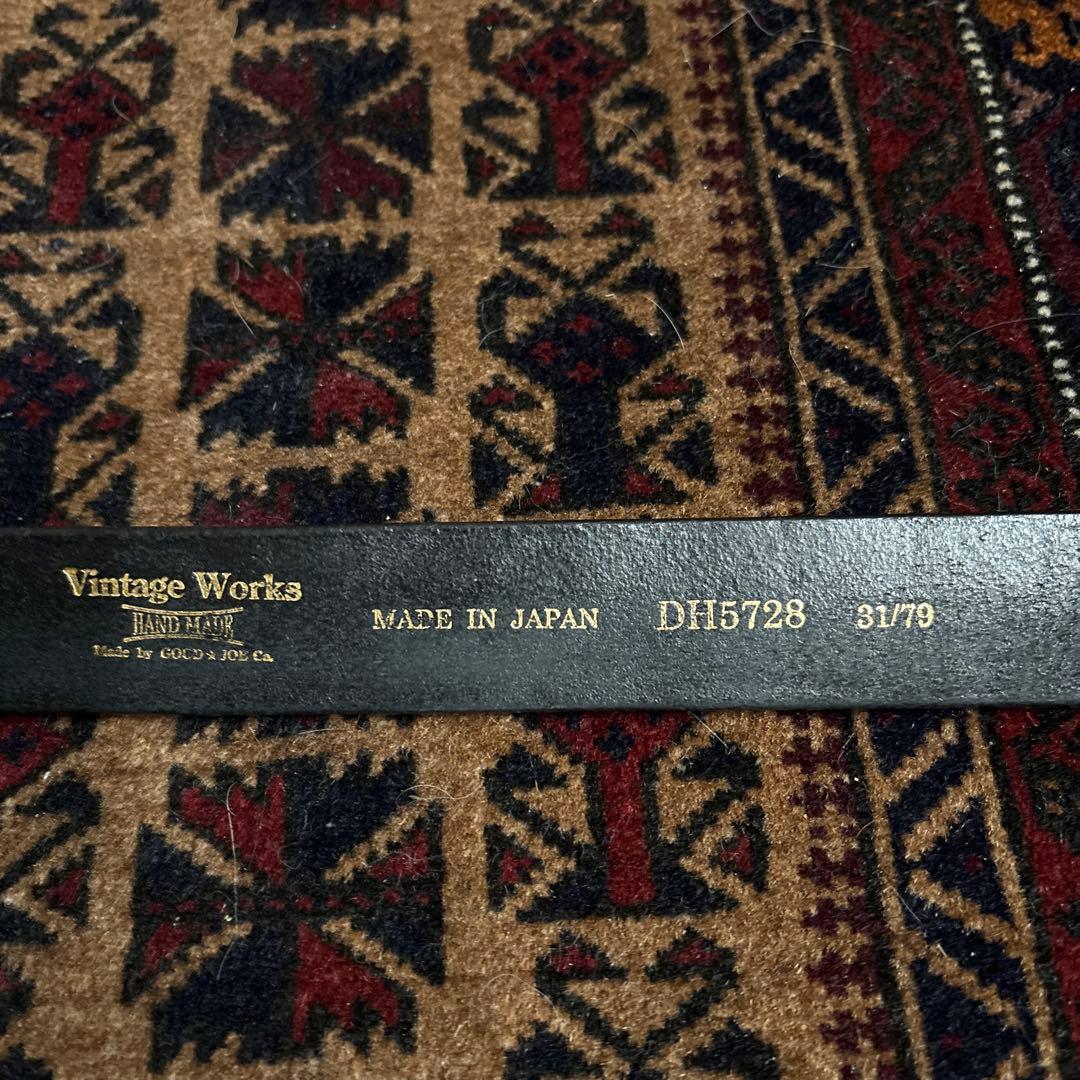 Vintage Works
HAND MADE
Made by GOOD ☆ JOE Co.
MADE IN JAPAN DH5728 31/79